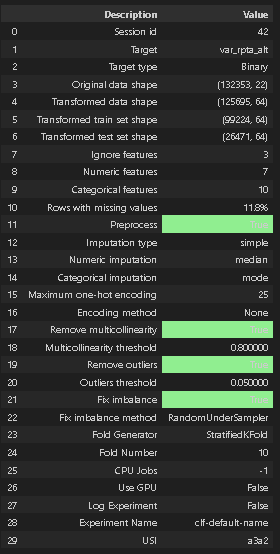 Description Value
0 Session id 42
1 Target var_rpta_alt
2 Target type Binary
3 Original data shape (132353, 22)
4 Transformed data shape (125695, 64)
5 Transformed train set shape (99224, 64)
6 Transformed test set shape (26471, 64)
7 Ignore features 3
8 Numeric features 7
9 Categorical features 10
10 Rows with missing values 11.8%
11 Preprocess
12 Imputation type simple
13 Numeric imputation median
14 Categorical imputation mode
15 Maximum one-hot encoding 25
16 Encoding method None
17 Remove multicollinearity True
18 Multicollinearity threshold 0.800000
19 Remove outliers
20 Outliers threshold 0.050000
21 Fix imbalance True
22 Fix imbalance method RandomUnderSampler
23 Fold Generator StratifiedKFold
24 Fold Number 10
25 CPU Jobs -1
26 Use GPU False
27 Log Experiment False
28 Experiment Name clf-default-name
29 USI a3a2